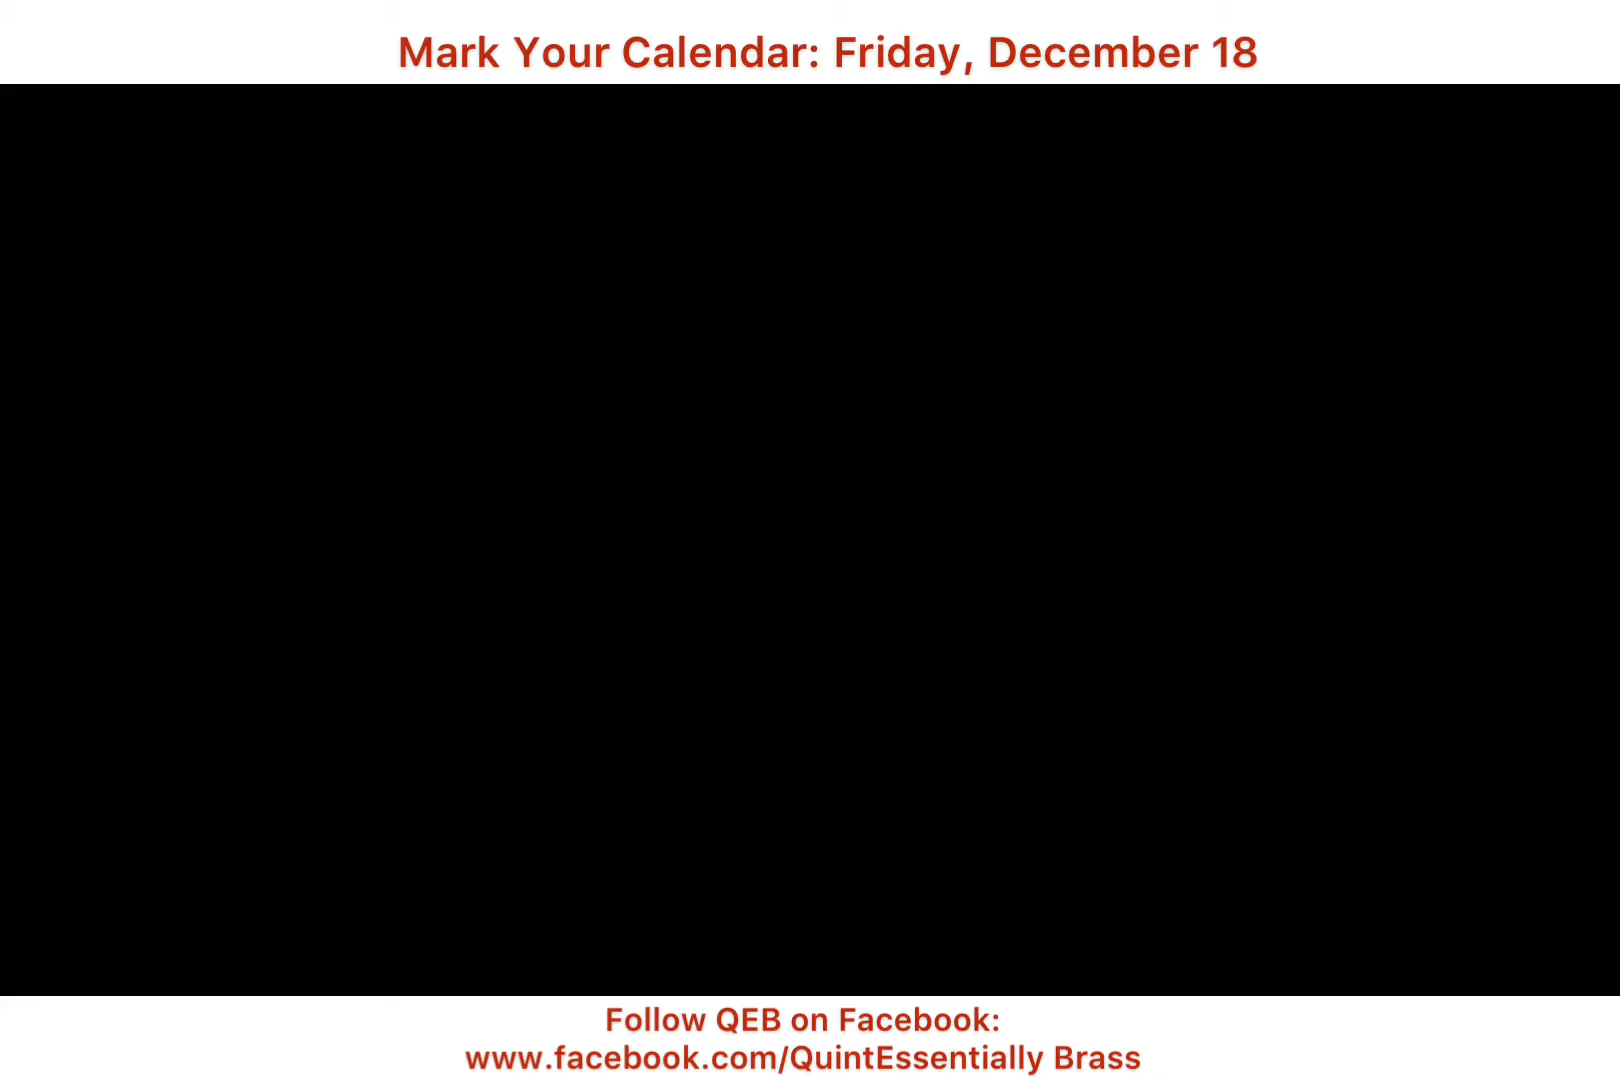 Mark Your Calendar: Friday, December 18
Follow QEB on Facebook:
www.facebook.com/QuintEssentially Brass